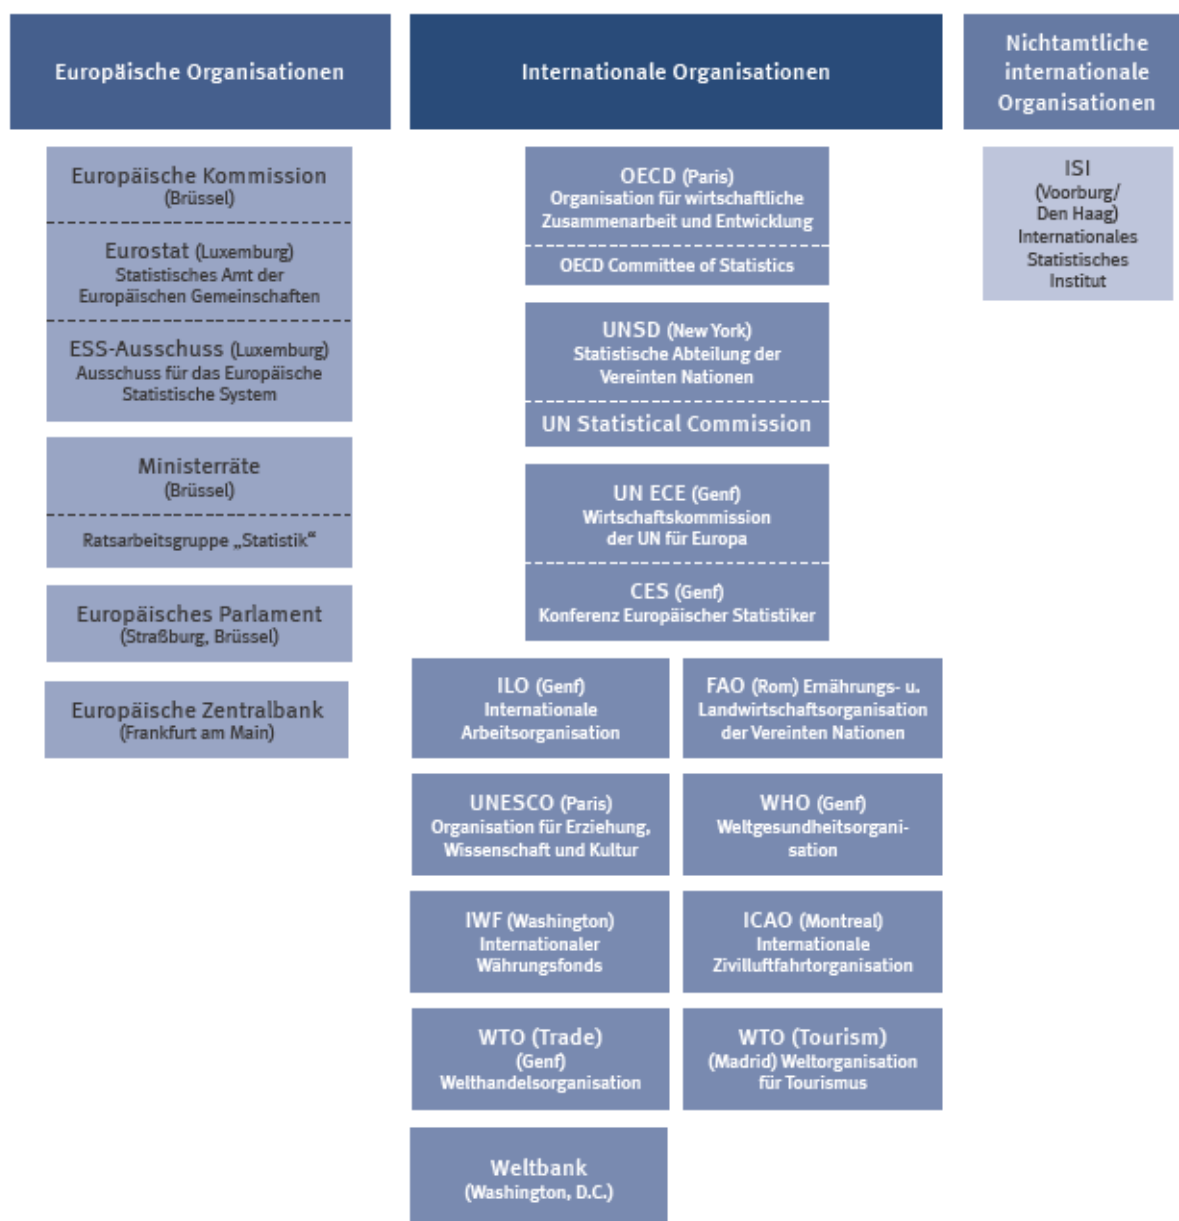 Europäische Organisationen
Europäische Kommission
(Brüssel)
Eurostat (Luxemburg)
Statistisches Amt der
Europäischen Gemeinschaften
ESS-Ausschuss (Luxemburg)
Ausschuss für das Europäische
Statistische System
Ministerräte
(Brüssel)
Ratsarbeitsgruppe „Statistik“
Europäisches Parlament
(Straßburg, Brüssel)
Europäische Zentralbank
(Frankfurt am Main)
Internationale Organisationen
OECD (Paris)
Organisation für wirtschaftliche
Zusammenarbeit und Entwicklung
OECD Committee of Statistics
UNSD (New York)
Statistische Abteilung der
Vereinten Nationen
UN Statistical Commission
UN ECE (Genf)
Wirtschaftskommission
der UN für Europa
CES (Genf)
Konferenz Europäischer Statistiker
ILO (Genf)
Internationale
Arbeitsorganisation
FAO (Rom) Ernährungs- u.
Landwirtschaftsorganisation
der Vereinten Nationen
UNESCO (Paris)
Organisation für Erziehung,
Wissenschaft und Kultur
WHO (Genf)
Weltgesundheitsorgani-
sation
IWF (Washington)
Internationaler
Währungsfonds
ICAO (Montreal)
Internationale
Zivilluftfahrtorganisation
WTO (Trade)
(Genf)
Welthandelsorganisation
WTO (Tourism)
(Madrid) Weltorganisation
für Tourismus
Weltbank
(Washington, D.C.)
Nichtamtliche
internationale
Organisationen
ISI
(Voorburg/
Den Haag)
Internationales
Statistisches
Institut